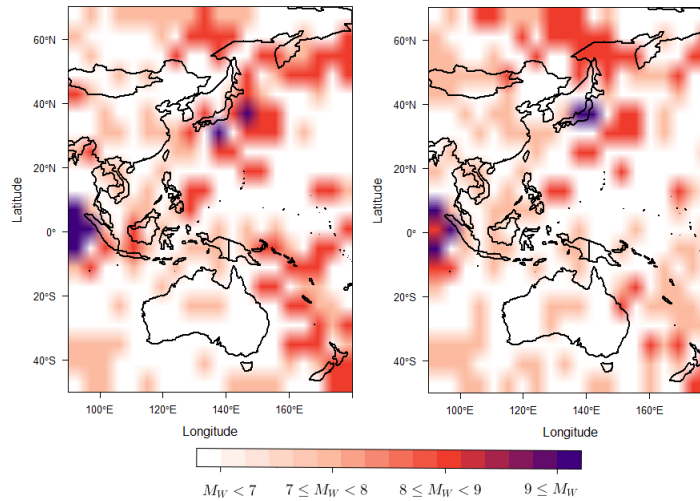 60°N
40°N
20°N
0°
20°S
40°S
Latitude
100°E 120°E 140°E 160°E
Longitude
60°N
40°N
20°N
0°
20°S
40°S
Latitude
100°E 120°E 140°E 160°E
Longitude
M_W < 7 7 ≤ M_W < 8 8 ≤ M_W < 9 9 ≤ M_W